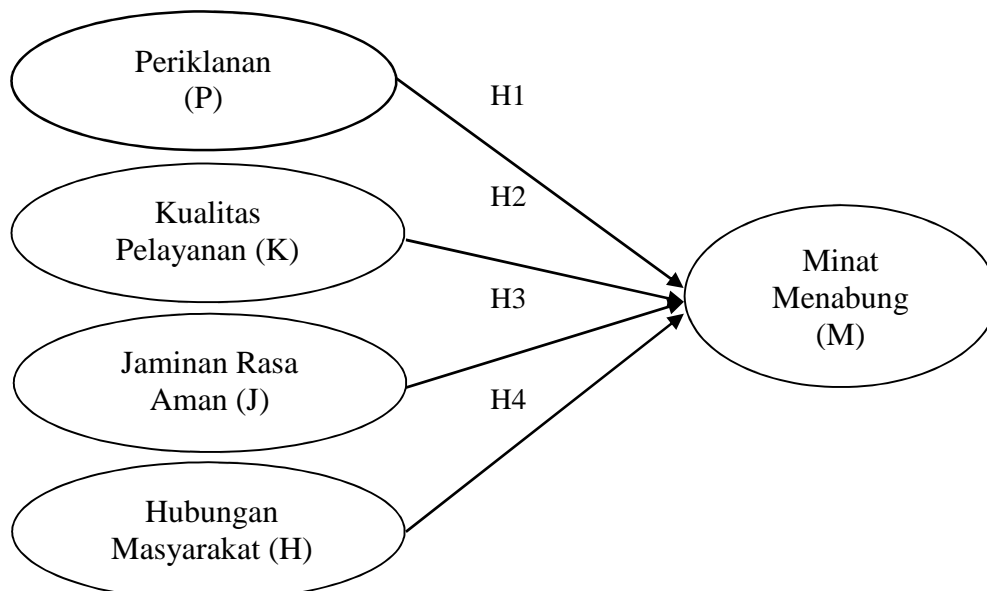 Periklanan
(P)
H1
H2
Kualitas
Pelayanan (K)
Minat
Menabung
(M)
H3
Jaminan Rasa
Aman (J)
H4
Hubungan
Masyarakat (H)